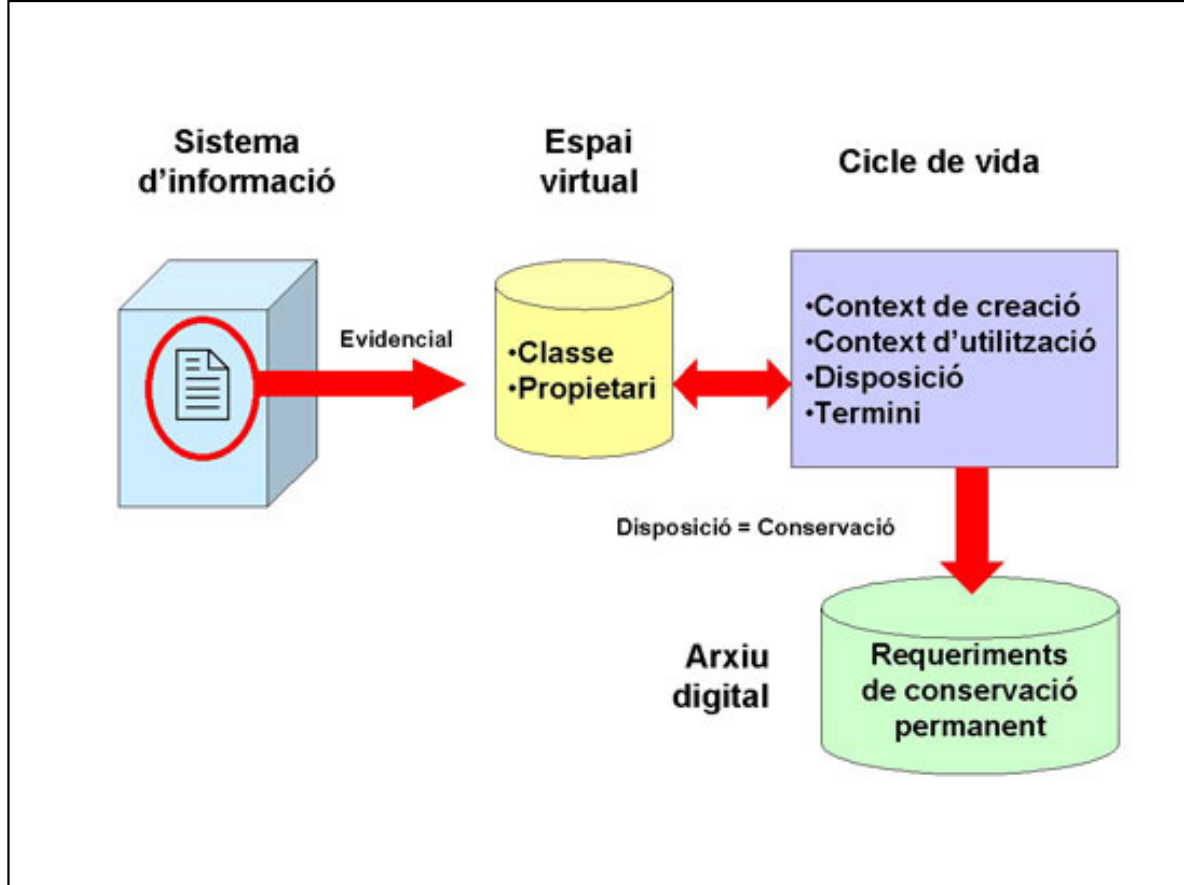 Sistema
d'informació
Espai
virtual
Cicle de vida
Evidencial
•Classe
•Propietari
•Context de creació
•Context d'utilització
•Disposició
•Termini
Disposició = Conservació
Arxiu
digital
Requeriments
de conservació
permanent